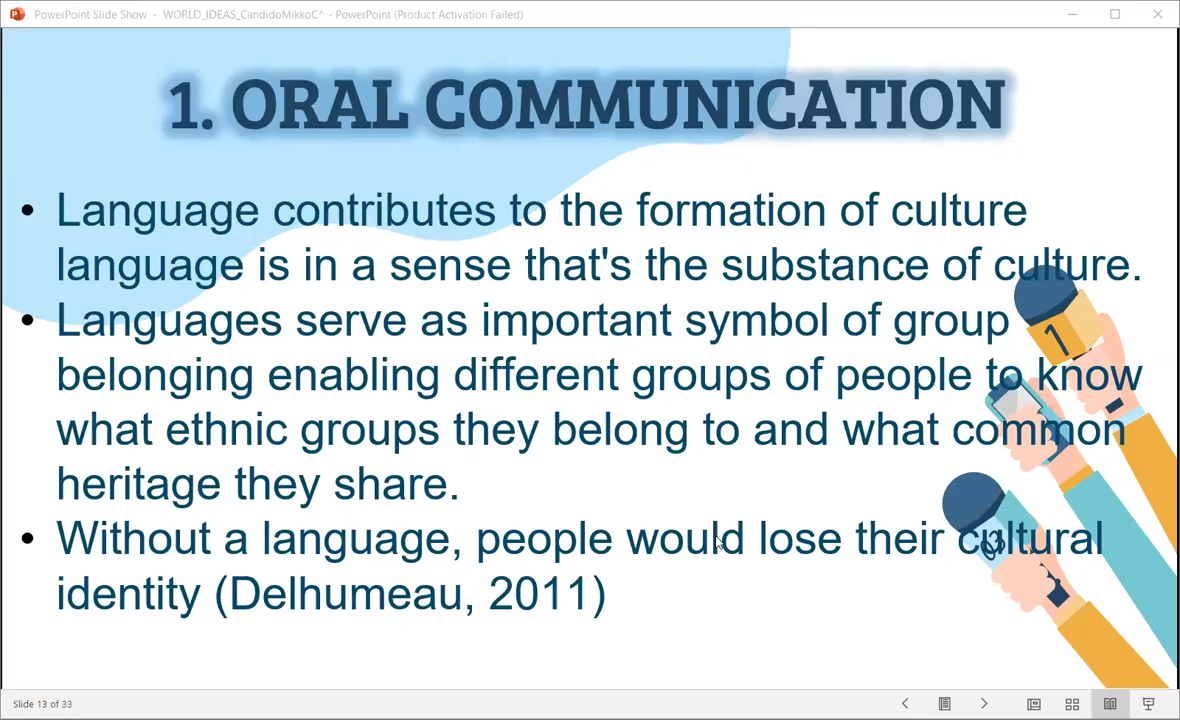 PowerPoint Slide Show - WORLD_IDEAS_CandidoMikkoC^ - PowerPoint (Product Activation Failed)
1. ORAL COMMUNICATION
• Language contributes to the formation of culture
language is in a sense that's the substance of culture.
• Languages serve as important symbol of group
belonging enabling different groups of people to know
what ethnic groups they belong to and what common
heritage they share.
• Without a language, people would lose their cultural
identity (Delhumeau, 2011)
1
Slide 13 of 33